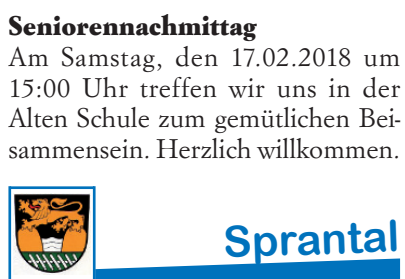 Seniorennachmittag
Am Samstag, den 17.02.2018 um
15:00 Uhr treffen wir uns in der
Alten Schule zum gemütlichen Bei-
sammensein. Herzlich willkommen.
Sprantal